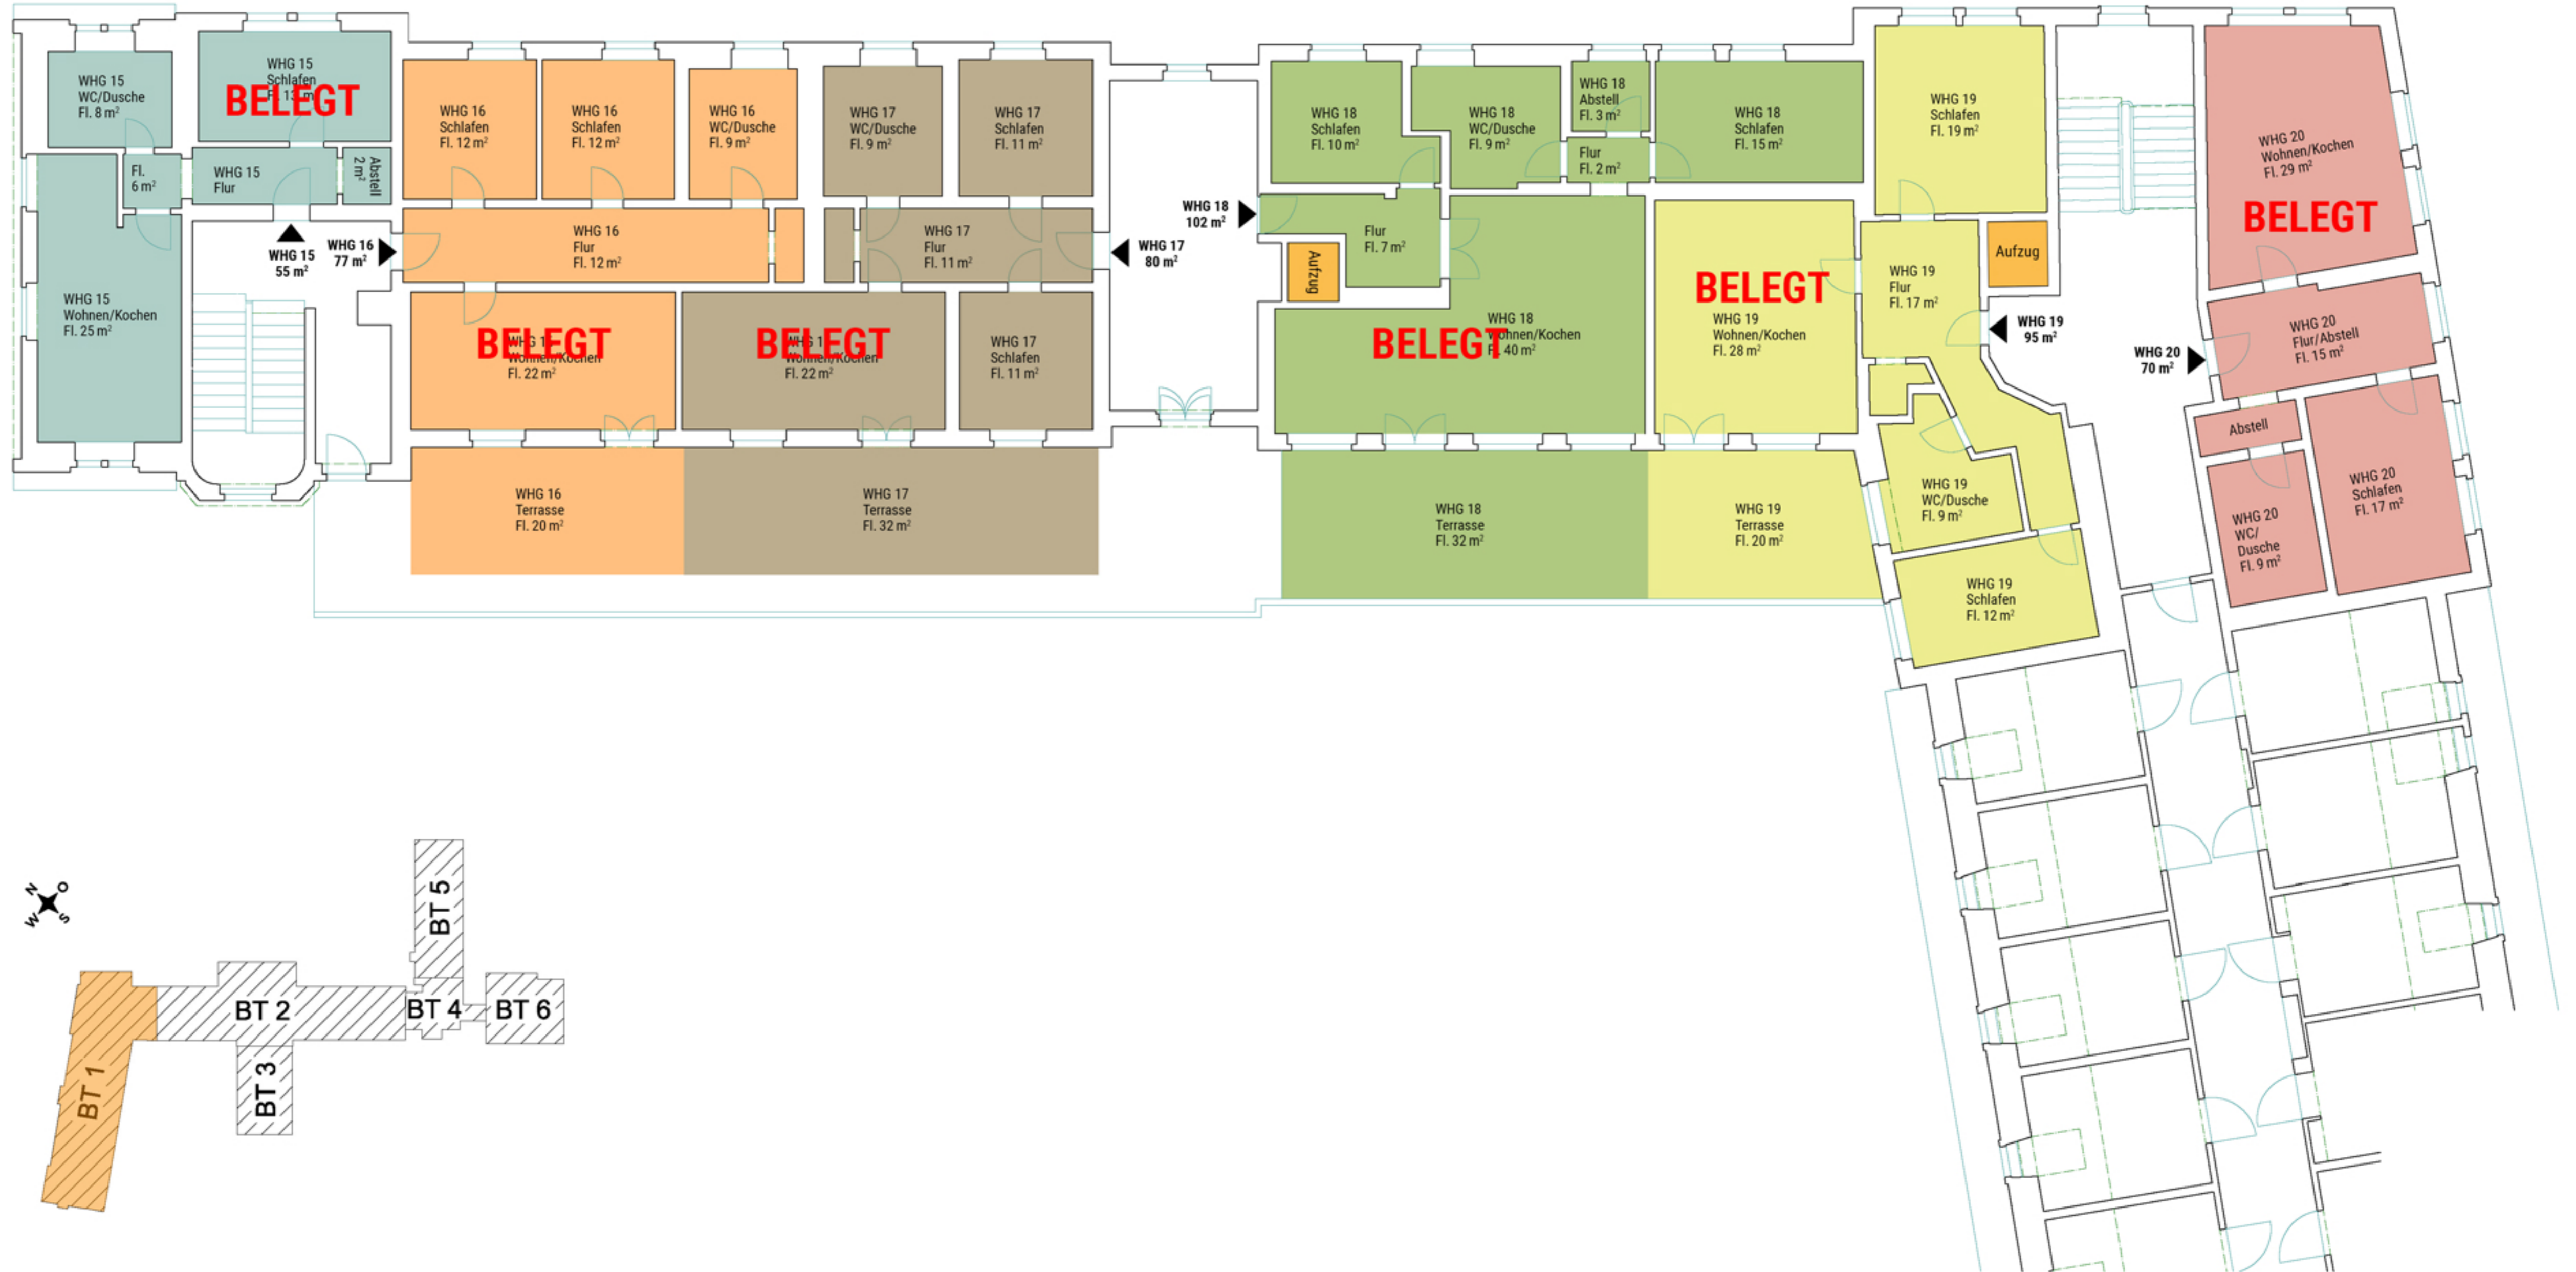 WHG 15
WC/Dusche
Fl. 8 m²
WHG 15
Schlafen
Fl. 13 m²
BELEGT
Fl.
6 m²
WHG 15
Flur
Abstell
2 m²
WHG 15
Wohnen/Kochen
Fl. 25 m²
WHG 15
55 m²
WHG 16
77 m²
WHG 16
Schlafen
Fl. 12 m²
WHG 16
Schlafen
Fl. 12 m²
WHG 16
WC/Dusche
Fl. 9 m²
WHG 16
Flur
Fl. 12 m²
BELEGT
Wohnen/Kochen
Fl. 22 m²
WHG 16
Terrasse
Fl. 20 m²
WHG 17
WC/Dusche
Fl. 9 m²
WHG 17
Schlafen
Fl. 11 m²
WHG 17
Flur
Fl. 11 m²
BELEGT
Wohnen/Kochen
Fl. 22 m²
WHG 17
Schlafen
Fl. 11 m²
WHG 17
Terrasse
Fl. 32 m²
WHG 17
80 m²
WHG 18
102 m²
WHG 18
Schlafen
Fl. 10 m²
WHG 18
WC/Dusche
Fl. 9 m²
WHG 18
Abstell
Fl. 3 m²
Flur
Fl. 2 m²
WHG 18
Schlafen
Fl. 15 m²
Flur
Fl. 7 m²
Aufzug
BELEGT
WHG 18
Wohnen/Kochen
Fl. 40 m²
WHG 18
Terrasse
Fl. 32 m²
BELEGT
WHG 19
Wohnen/Kochen
Fl. 28 m²
WHG 19
Terrasse
Fl. 20 m²
WHG 19
Schlafen
Fl. 19 m²
WHG 19
Flur
Fl. 17 m²
Aufzug
WHG 19
95 m²
WHG 19
WC/Dusche
Fl. 9 m²
WHG 19
Schlafen
Fl. 12 m²
WHG 20
70 m²
WHG 20
Wohnen/Kochen
Fl. 29 m²
BELEGT
WHG 20
Flur/Abstell
Fl. 15 m²
Abstell
WHG 20
WC/
Dusche
Fl. 9 m²
WHG 20
Schlafen
Fl. 17 m²
N
O
W
S
BT 1
BT 2
BT 3
BT 4
BT 5
BT 6